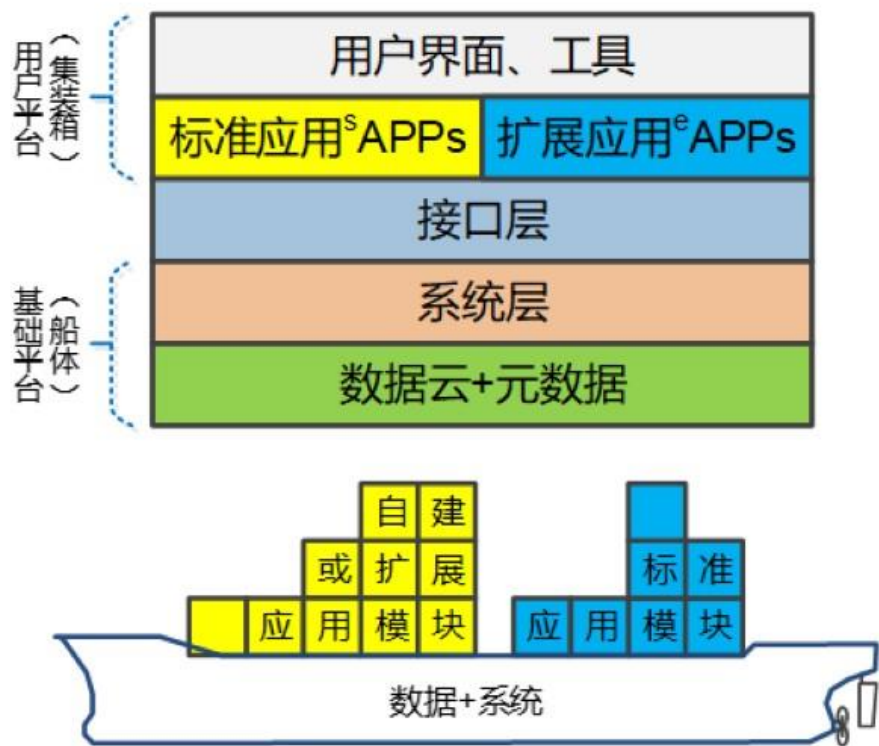 用户平台
（集装箱）
用户界面、工具
标准应用ˢAPPs
扩展应用ᵉAPPs
接口层
基础平台
（船体）
系统层
数据云+元数据
自建
或扩展
标准
应用模块
应用模块
数据+系统